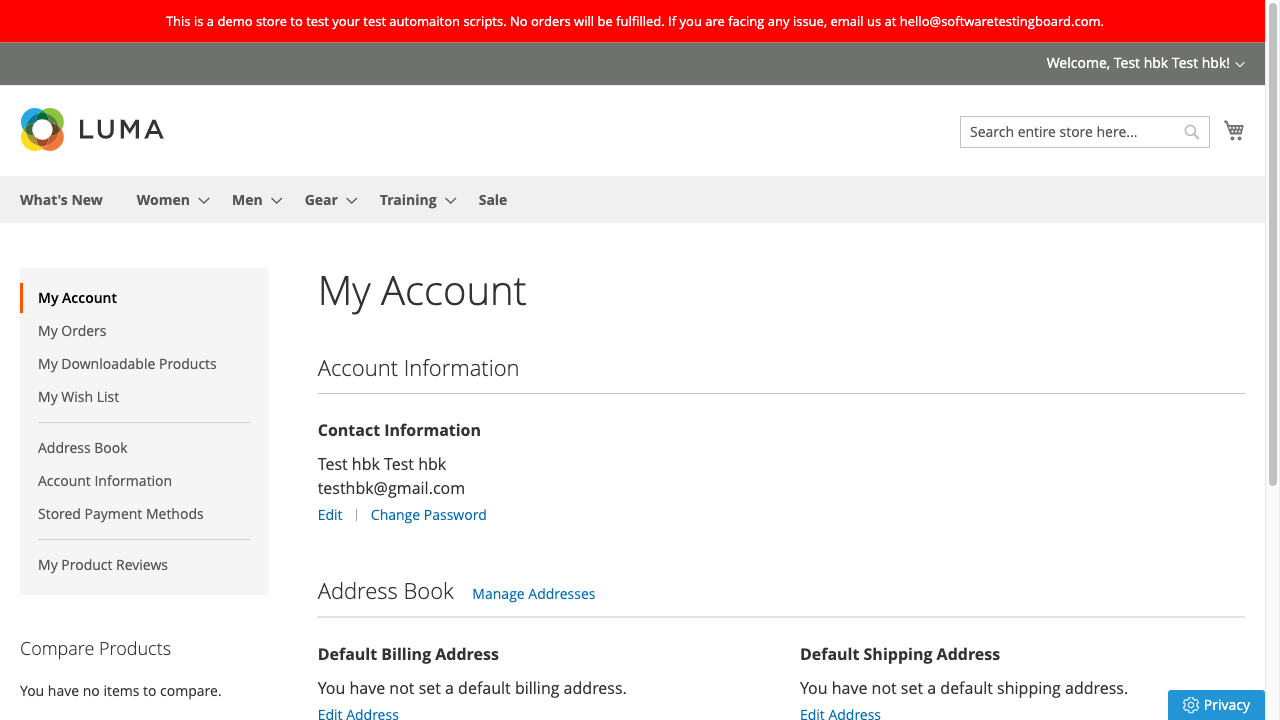 This is a demo store to test your test automaiton scripts. No orders will be fulfilled. If you are facing any issue, email us at hello@softwaretestingboard.com.
Welcome, Test hbk Test hbk!
LUMA
Search entire store here...
What's New
Women
Men
Gear
Training
Sale
My Account
My Orders
My Downloadable Products
My Wish List
Address Book
Account Information
Stored Payment Methods
My Product Reviews
Compare Products
You have no items to compare.
My Account
Account Information
Contact Information
Test hbk Test hbk
testhbk@gmail.com
Edit | Change Password
Address Book Manage Addresses
Default Billing Address
You have not set a default billing address.
Edit Address
Default Shipping Address
You have not set a default shipping address.
Edit Address
Privacy